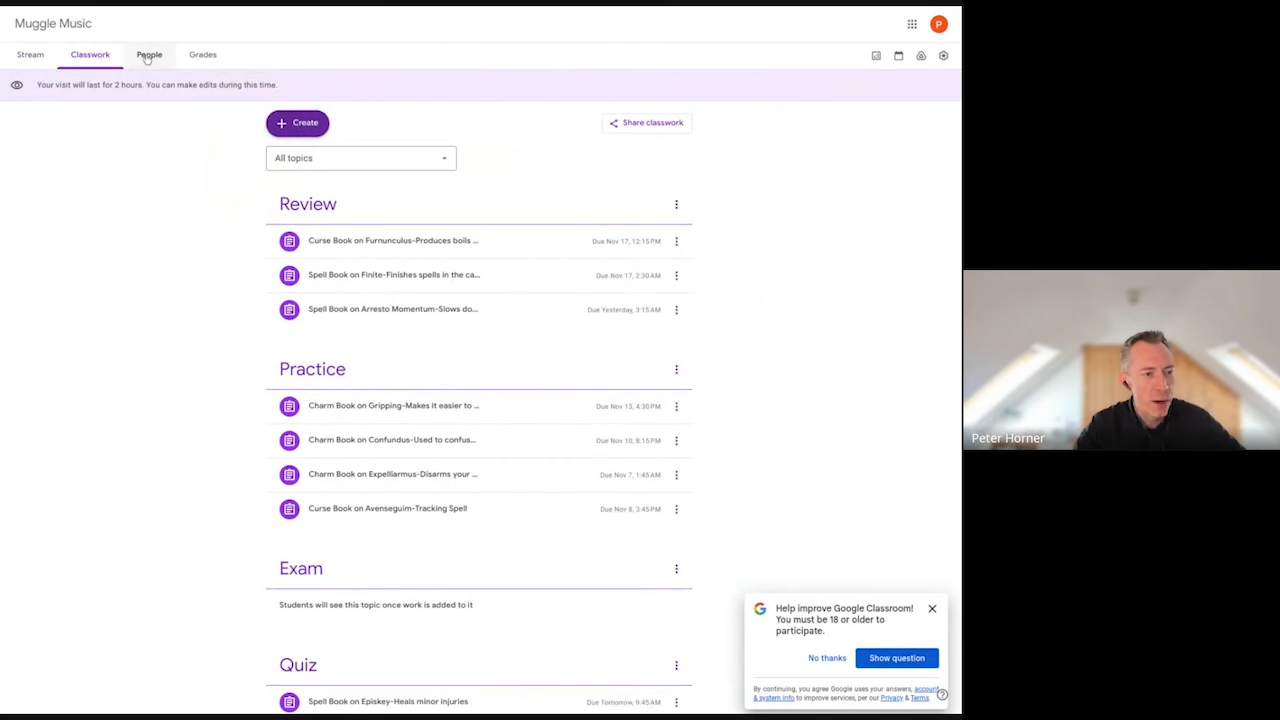 Muggle Music
P
Stream
Classwork
People
Grades
Your visit will last for 2 hours. You can make edits during this time.
Create
Share classwork
All topics
Review
Curse Book on Furnunculus-Produces boils ...
Due Nov 17, 12:15 PM
Spell Book on Finite-Finishes spells in the ca...
Due Nov 17, 2:30 AM
Spell Book on Arresto Momentum-Slows do...
Due Yesterday, 3:15 AM
Practice
Charm Book on Gripping-Makes it easier to ...
Due Nov 13, 4:30 PM
Charm Book on Confundus-Used to confus...
Due Nov 10, 8:15 PM
Charm Book on Expelliarmus-Disarms your ...
Due Nov 7, 1:45 AM
Curse Book on Avenseguim-Tracking Spell
Due Nov 8, 3:45 PM
Exam
Students will see this topic once work is added to it
Quiz
Spell Book on Episkey-Heals minor injuries
Due Tomorrow, 9:45 AM
Help improve Google Classroom!
You must be 18 or older to
participate.
No thanks
Show question
By continuing, you agree Google uses your answers, account
& system info to improve services, per our Privacy & Terms.
Peter Horner